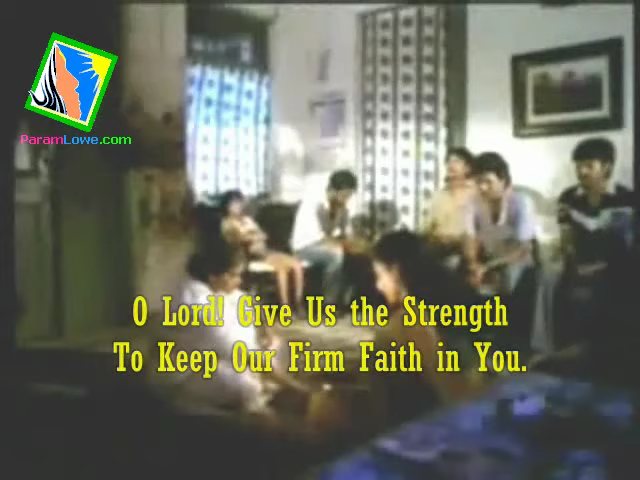 ParamLowe.com
O Lord! Give Us the Strength
To Keep Our Firm Faith in You.